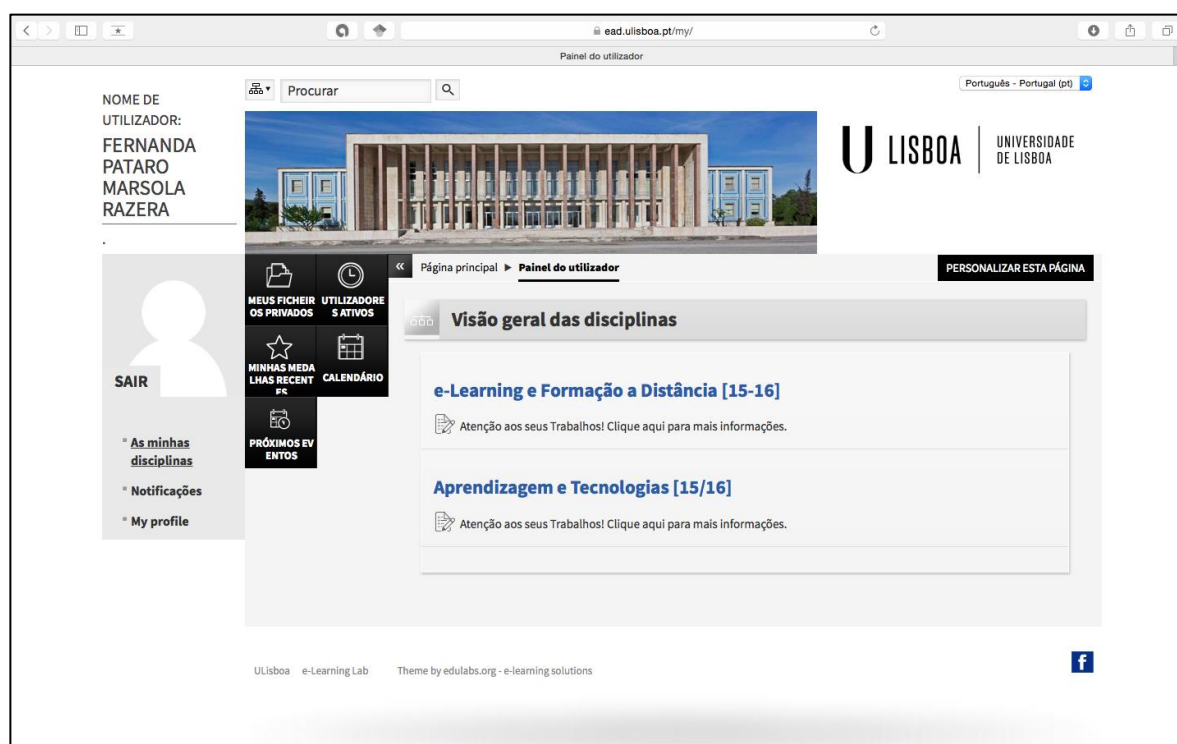 ead.ulisboa.pt/my/
Painel do utilizador
Procurar
Português - Portugal (pt)
NOME DE
UTILIZADOR:
FERNANDA
PATARO
MARSOLA
RAZERA
.
U LISBOA
UNIVERSIDADE
DE LISBOA
MEUS FICHEIR
OS PRIVADOS
UTILIZADORE
S ATIVOS
MINHAS MEDA
LHAS RECENT
ES
CALENDÁRIO
PRÓXIMOS EV
ENTOS
«
Página principal ► Painel do utilizador
PERSONALIZAR ESTA PÁGINA
Visão geral das disciplinas
SAIR
As minhas
disciplinas
Notificações
My profile
e-Learning e Formação a Distância [15-16]
Atenção aos seus Trabalhos! Clique aqui para mais informações.
Aprendizagem e Tecnologias [15/16]
Atenção aos seus Trabalhos! Clique aqui para mais informações.
ULisboa e-Learning Lab Theme by edulabs.org - e-learning solutions
f